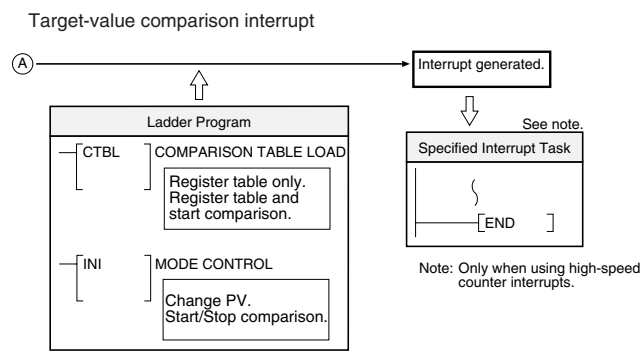 Target-value comparison interrupt
A
Interrupt generated.
Ladder Program
CTBL
COMPARISON TABLE LOAD
Register table only.
Register table and
start comparison.
INI
MODE CONTROL
Change PV.
Start/Stop comparison.
See note.
Specified Interrupt Task
END
Note: Only when using high-speed
counter interrupts.